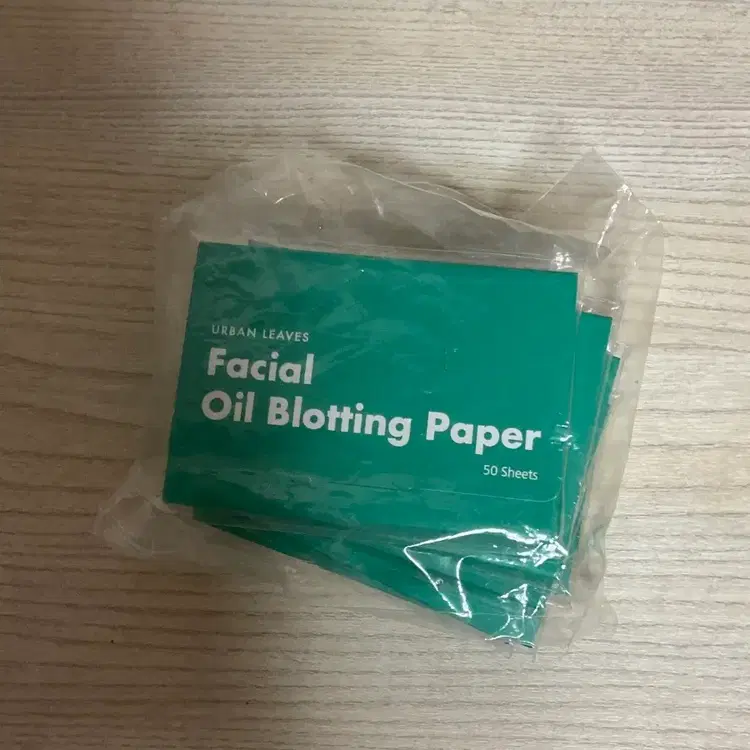 URBAN LEAVES
Facial
Oil Blotting Paper
50 Sheets